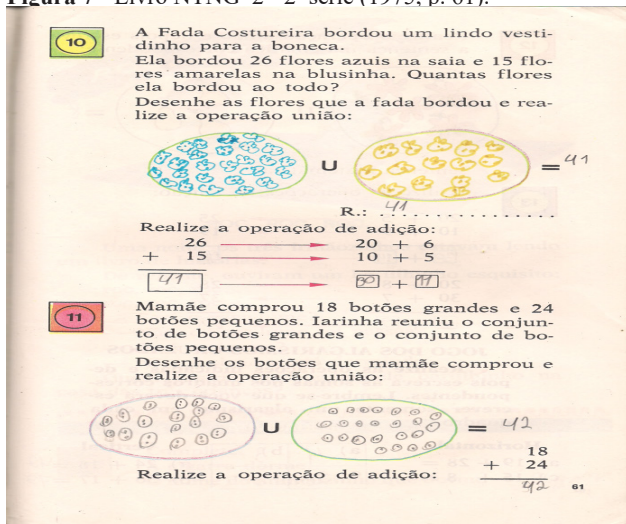 Figura 7 - Livro NTNG 2 - 2ª série (1975, p. 61).
10
A Fada Costureira bordou um lindo vesti-
dinho para a boneca.
Ela bordou 26 flores azuis na saia e 15 flo-
res amarelas na blusinha. Quantas flores
ela bordou ao todo?
Desenhe as flores que a fada bordou e rea-
lize a operação união:
U = 41
R.: 41
Realize a operação de adição:
26 20 + 6
+ 15 10 + 5
41 30 + 11
11
Mamãe comprou 18 botões grandes e 24
botões pequenos. Iarinha reuniu o conjun-
to de botões grandes e o conjunto de bo-
tões pequenos.
Desenhe os botões que mamãe comprou e
realize a operação união:
U = 42
18
+ 24
Realize a operação de adição: 42
61